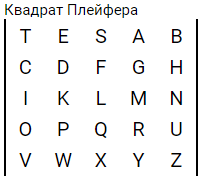 Квадрат Плейфера
T E S A B
C D F G H
I K L M N
O P Q R U
V W X Y Z